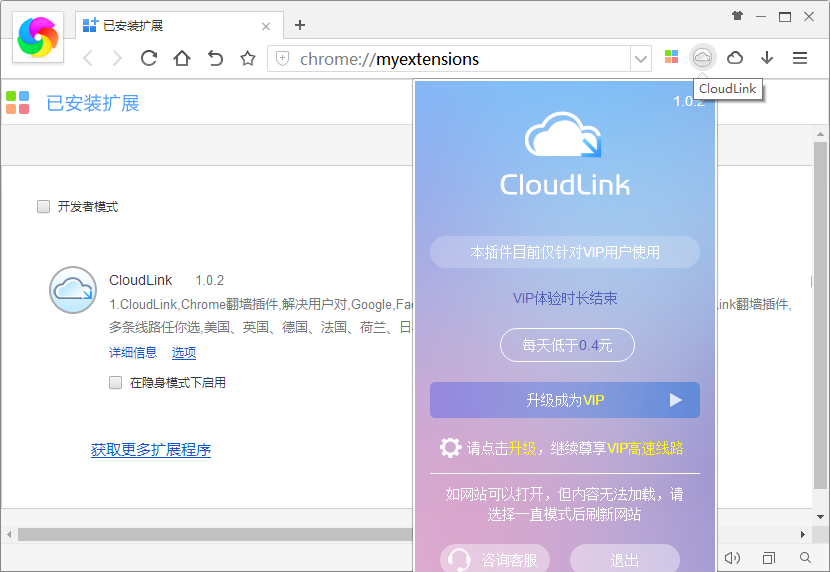 已安装扩展
chrome://myextensions
CloudLink
已安装扩展
1.0.2
CloudLink
开发者模式
本插件目前仅针对VIP用户使用
CloudLink 1.0.2
VIP体验时长结束
1.CloudLink,Chrome翻墙插件,解决用户对,Google,Fac
ink翻墙插件,
多条线路任你选,美国、英国、德国、法国、荷兰、日
每天低于0.4元
详细信息 选项
在隐身模式下启用
升级成为VIP
获取更多扩展程序
请点击升级，继续尊享VIP高速线路
如网站可以打开，但内容无法加载，请
选择一直模式后刷新网站
咨询客服 退出